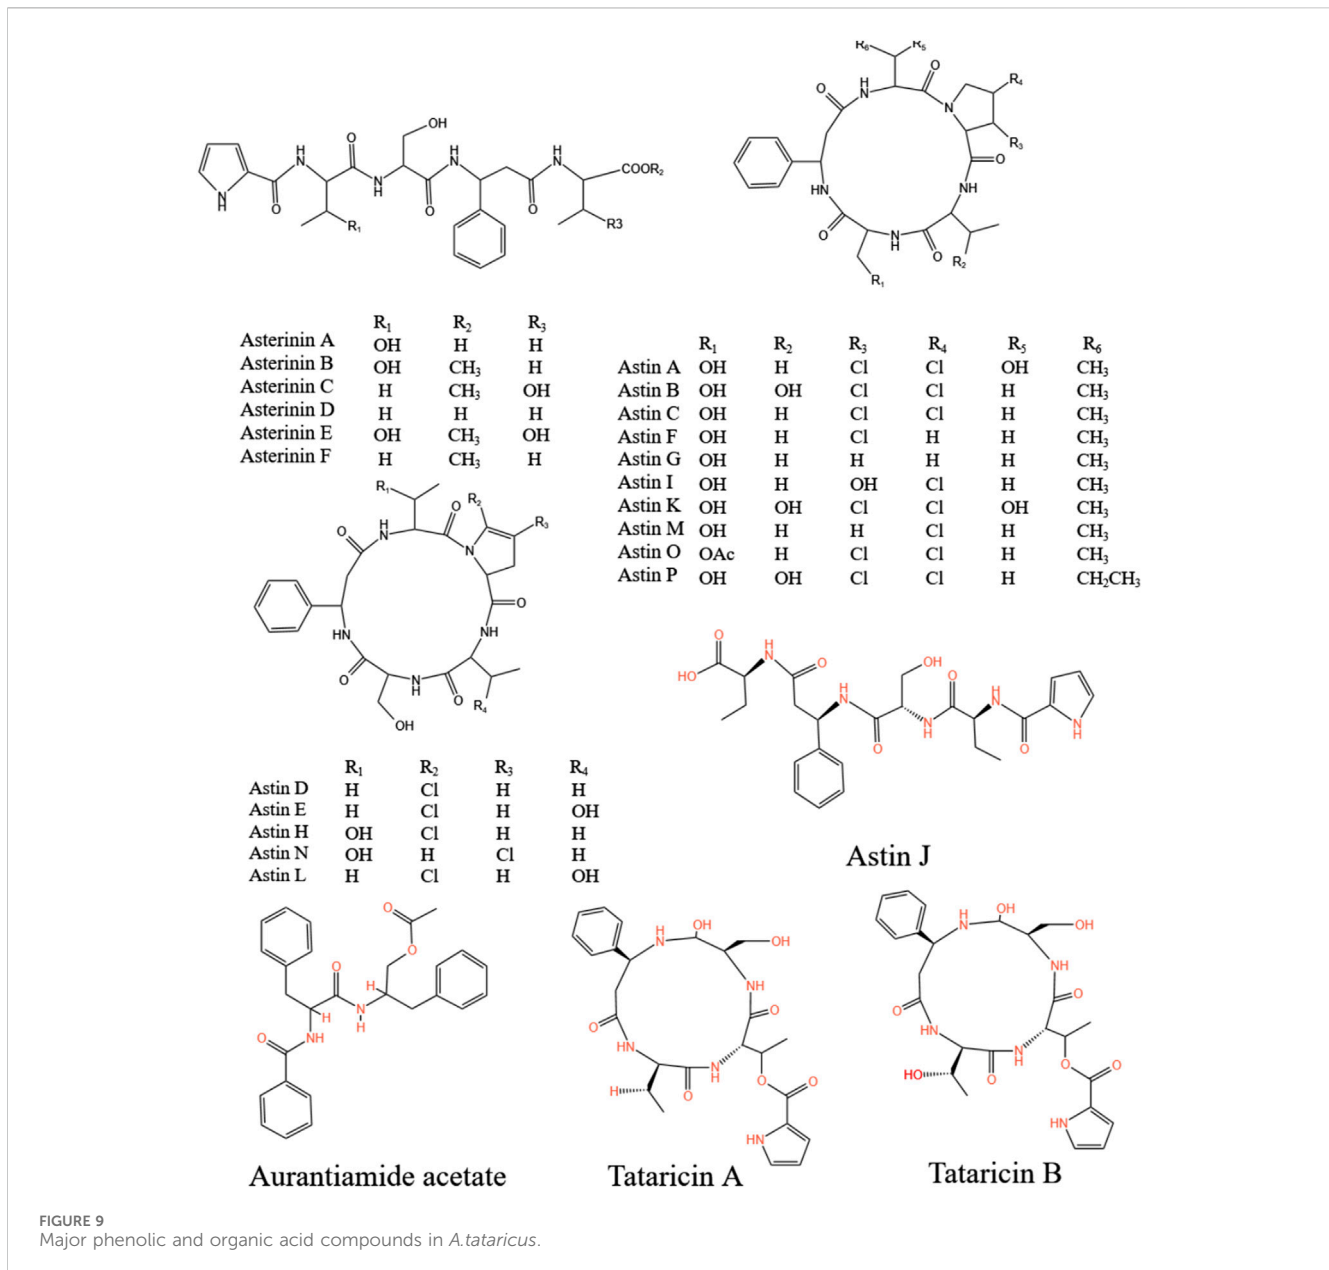 R₁ R₂ R₃
Asterinin A OH H H
Asterinin B OH CH₃ H
Asterinin C H CH₃ OH
Asterinin D H H H
Asterinin E OH CH₃ OH
Asterinin F H CH₃ H
R₁ R₂ R₃ R₄ R₅ R₆
Astin A OH H Cl Cl OH CH₃
Astin B OH OH Cl Cl H CH₃
Astin C OH H Cl Cl H CH₃
Astin F OH H Cl H H CH₃
Astin G OH H H H H CH₃
Astin I OH H OH Cl H CH₃
Astin K OH OH Cl Cl OH CH₃
Astin M OH H H Cl H CH₃
Astin O OAc H Cl Cl H CH₃
Astin P OH OH Cl Cl H CH₂CH₃
R₁ R₂ R₃ R₄
Astin D H Cl H H
Astin E H Cl H OH
Astin H OH Cl H H
Astin N OH H Cl H
Astin L H Cl H OH
Astin J
Aurantiamide acetate
Tataricin A
Tataricin B
FIGURE 9
Major phenolic and organic acid compounds in A.tataricus.